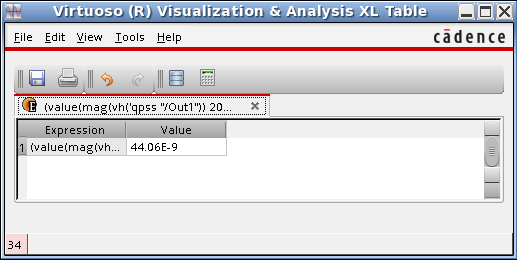 Virtuoso (R) Visualization & Analysis XL Table
File Edit View Tools Help cādence
(value(mag(vh('qpss "/Out1")) 20...
Expression Value
1 (value(mag(vh... 44.06E-9
34